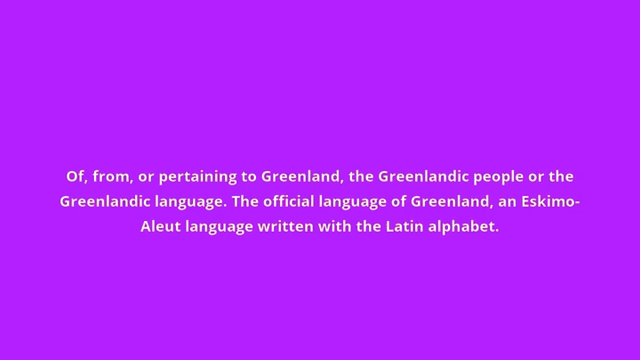 Of, from, or pertaining to Greenland, the Greenlandic people or the
Greenlandic language. The official language of Greenland, an Eskimo-
Aleut language written with the Latin alphabet.